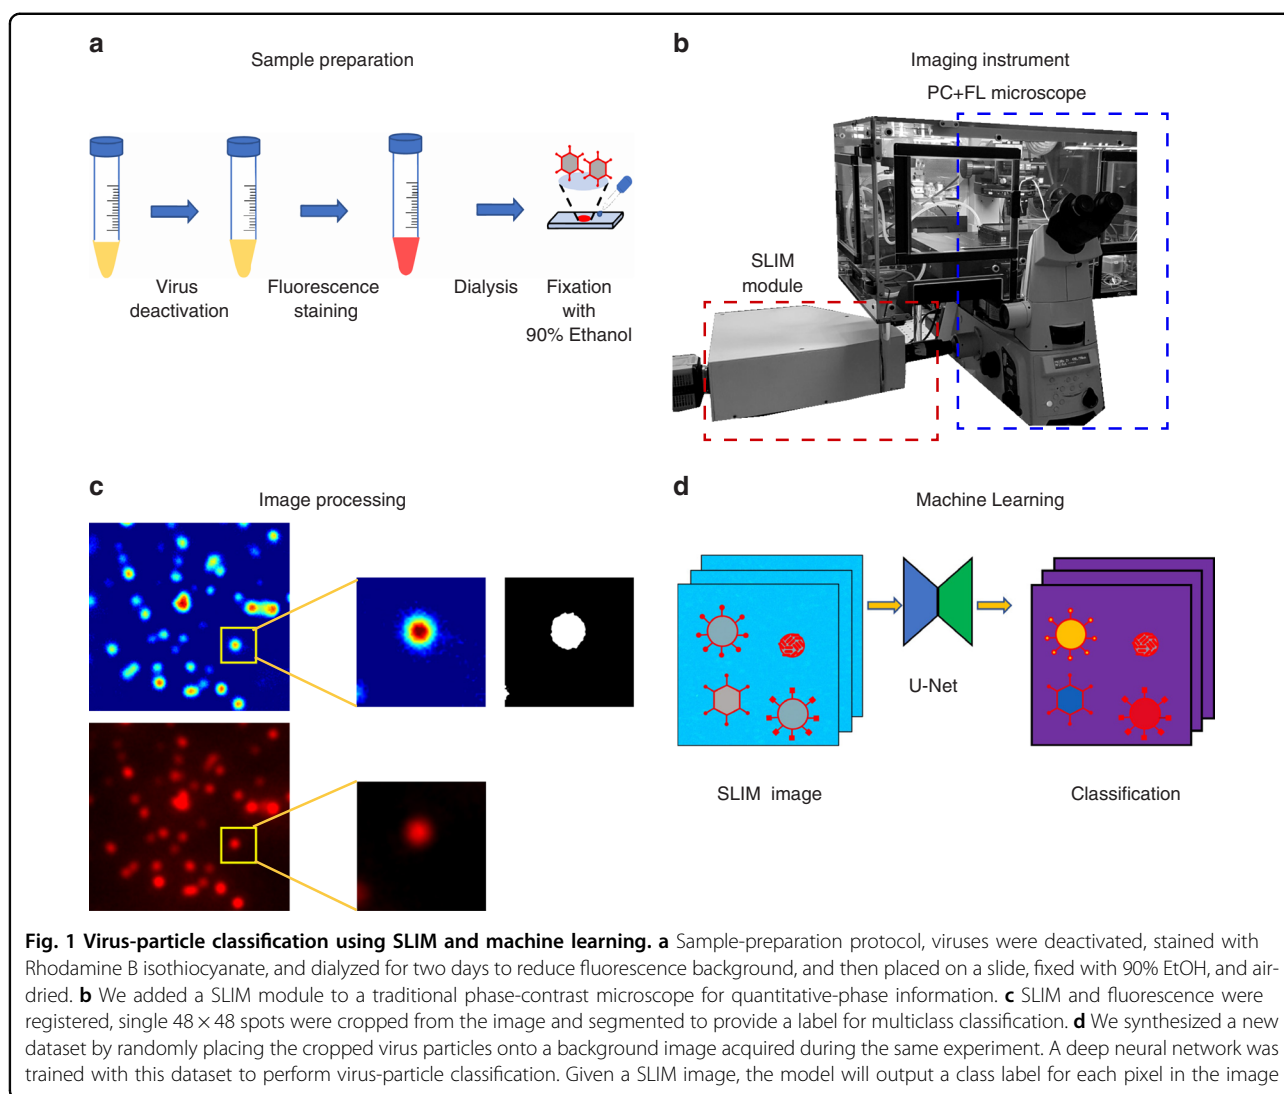 a
Sample preparation
Virus
deactivation
Fluorescence
staining
Dialysis
Fixation
with
90% Ethanol
b
Imaging instrument
PC+FL microscope
SLIM
module
c
Image processing
d
Machine Learning
U-Net
SLIM image
Classification
Fig. 1 Virus-particle classification using SLIM and machine learning. a Sample-preparation protocol, viruses were deactivated, stained with
Rhodamine B isothiocyanate, and dialyzed for two days to reduce fluorescence background, and then placed on a slide, fixed with 90% EtOH, and air-
dried. b We added a SLIM module to a traditional phase-contrast microscope for quantitative-phase information. c SLIM and fluorescence were
registered, single 48 × 48 spots were cropped from the image and segmented to provide a label for multiclass classification. d We synthesized a new
dataset by randomly placing the cropped virus particles onto a background image acquired during the same experiment. A deep neural network was
trained with this dataset to perform virus-particle classification. Given a SLIM image, the model will output a class label for each pixel in the image